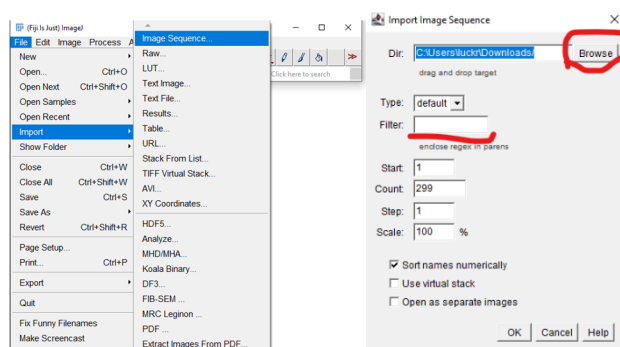 (Fiji Is Just) ImageJ
File Edit Image Process A
New
Open... Ctrl+O
Open Next Ctrl+Shift+O
Open Samples
Open Recent
Import
Show Folder
Close Ctrl+W
Close All Ctrl+Shift+W
Save Ctrl+S
Save As
Revert Ctrl+Shift+R
Page Setup...
Print... Ctrl+P
Export
Quit
Fix Funny Filenames
Make Screencast
Image Sequence...
Raw...
LUT...
Text Image...
Text File...
Results...
Table...
URL...
Stack From List...
TIFF Virtual Stack...
AVI...
XY Coordinates...
HDF5...
Analyze...
MHD/MHA...
Koala Binary...
DF3...
FIB-SEM ...
MRC Leginon ...
PDF ...
Extract Images From PDF...
Click here to search
Import Image Sequence
Dir: C:\Users\luckr\Downloads/ Browse
drag and drop target
Type: default
Filter:
enclose regex in parens
Start: 1
Count: 299
Step: 1
Scale: 100 %
Sort names numerically
Use virtual stack
Open as separate images
OK Cancel Help